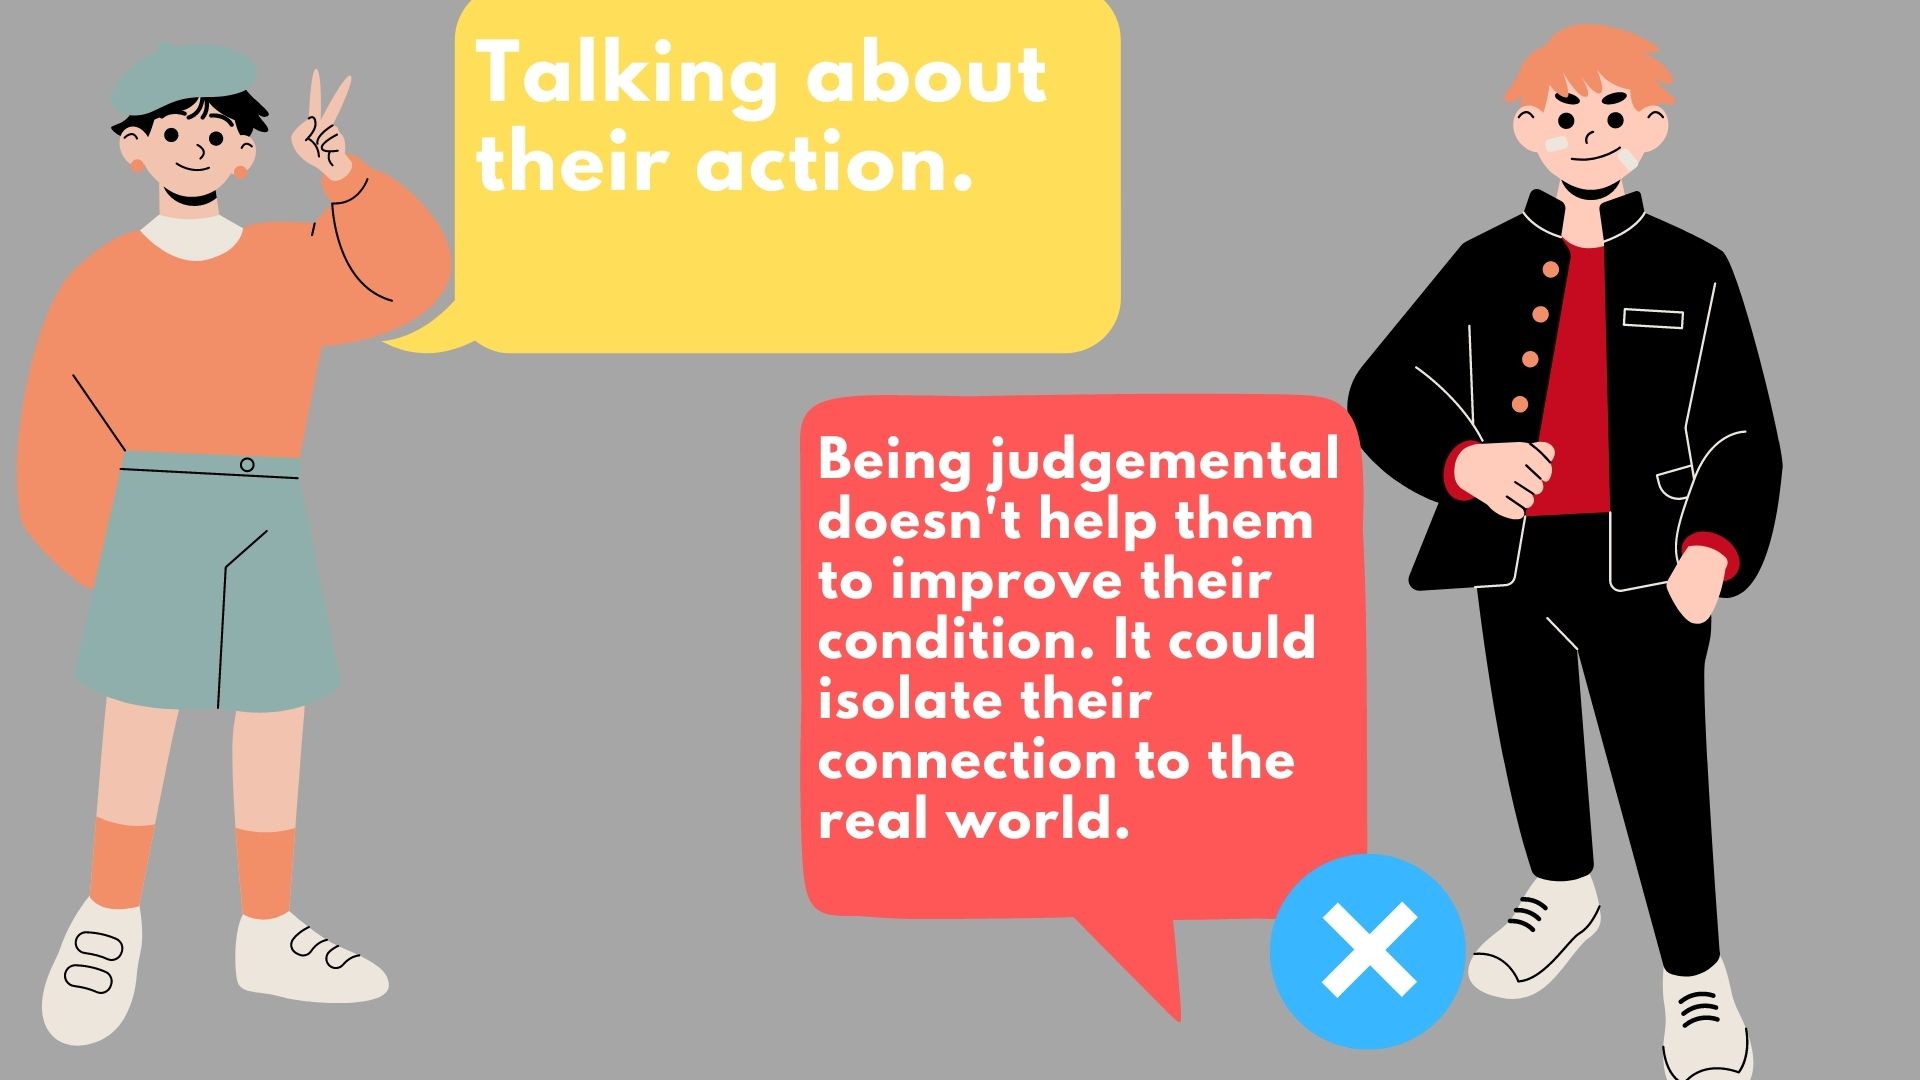 Talking about
their action.
Being judgemental
doesn't help them
to improve their
condition. It could
isolate their
connection to the
real world.